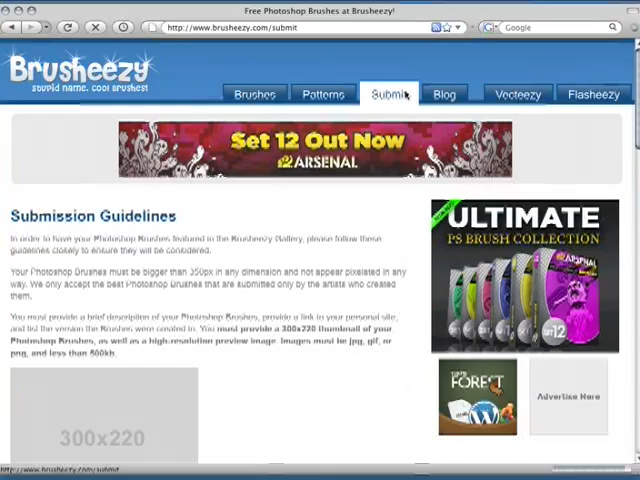 Free Photoshop Brushes at Brusheezy!
http://www.brusheezy.com/submit
Google
Brusheezy
stupid name. cool brushes!
Brushes Patterns Submit Blog Vecteezy Flasheezy
Set 12 Out Now
ARSENAL
Submission Guidelines
In order to have your Photoshop Brushes featured in the Brusheezy Gallery, please follow these
guidelines closely to ensure they will be considered.
Your Photoshop Brushes must be bigger than 350px in any dimension and not appear pixelated in any
way. We only accept the best Photoshop Brushes that are submitted only by the artists who created
them.
You must provide a brief description of your Photoshop Brushes, provide a link to your personal site,
and list the version the Brushes were created in. You must provide a 300x220 thumbnail of your
Photoshop Brushes, as well as a high-resolution preview image. Images must be jpg, gif, or
png, and less than 500kb.
300x220
ULTIMATE
PS BRUSH COLLECTION
ARSENAL
SET 12
FOREST
Advertise Here
http://www.brusheezy.com/submit